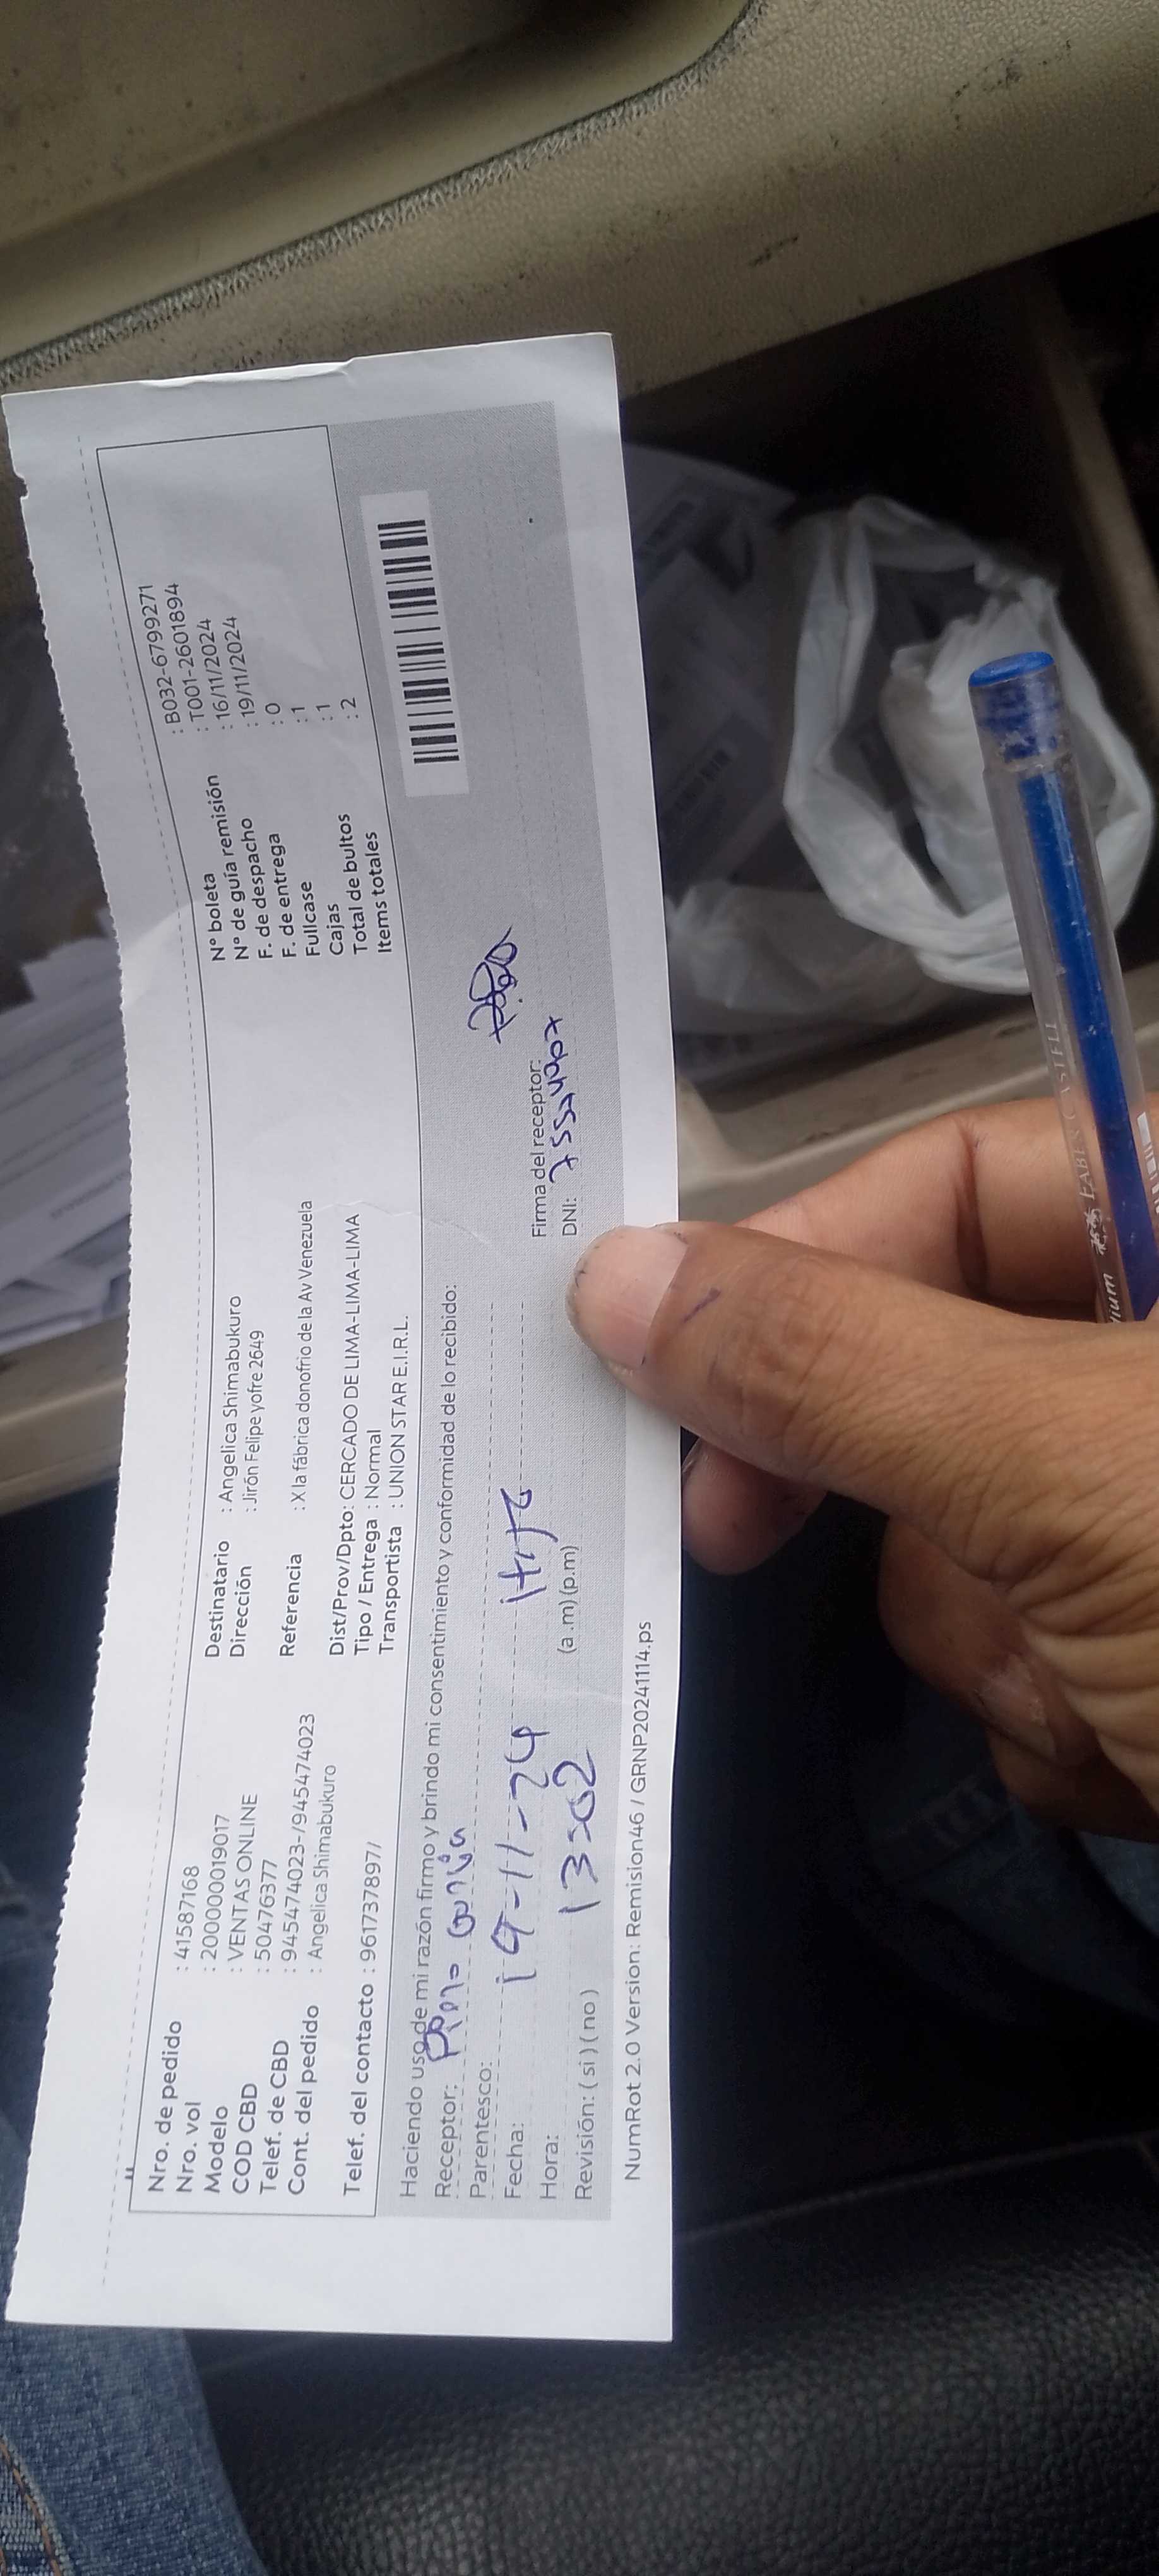 Nro. de pedido : 41587168
Nro. vol : 200000019017
Modelo : VENTAS ONLINE
COD CBD : 50476377
Telef. de CBD : 945474023-/945474023
Cont. del pedido : Angelica Shimabukuro
Telef. del contacto : 961737897/
Destinatario : Angelica Shimabukuro
Dirección : Jirón Felipe yofre 2649
Referencia : X la fábrica donofrio de la Av Venezuela
Dist/Prov/Dpto: CERCADO DE LIMA-LIMA-LIMA
Tipo / Entrega : Normal
Transportista : UNION STAR E.I.R.L.
N° boleta : B032-6799271
N° de guía remisión : T001-2601894
F. de despacho : 16/11/2024
F. de entrega : 19/11/2024
Fullcase : 0
Cajas : 1
Total de bultos : 1
Items totales : 2
Haciendo uso de mi razón firmo y brindo mi consentimiento y conformidad de lo recibido:
Receptor:
Parentesco:
Fecha: 19-11-24
Hora: 13:02 (a .m) (p.m)
Revisión: ( si ) ( no )
Firma del receptor:
DNI:
NumRot 2.0 Version: Remision46 / GRNP20241114.ps
FABER CASTELL